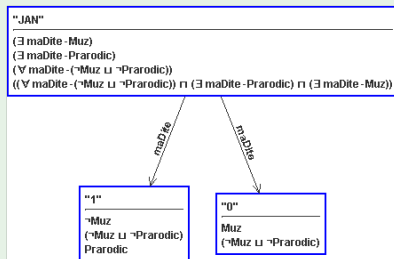 "JAN"
(∃ maDite-Muz)
(∃ maDite-Prarodic)
(∀ maDite-(¬Muz ⊔ ¬Prarodic))
((∀ maDite-(¬Muz ⊔ ¬Prarodic)) ⊓ (∃ maDite-Prarodic) ⊓ (∃ maDite-Muz))
maDite
maDite
"1"
¬Muz
(¬Muz ⊔ ¬Prarodic)
Prarodic
"0"
Muz
(¬Muz ⊔ ¬Prarodic)